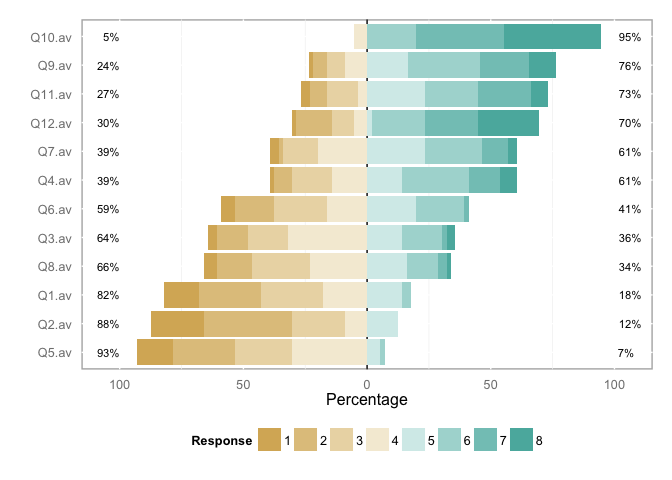 Q10.av 5% 95%
Q9.av 24% 76%
Q11.av 27% 73%
Q12.av 30% 70%
Q7.av 39% 61%
Q4.av 39% 61%
Q6.av 59% 41%
Q3.av 64% 36%
Q8.av 66% 34%
Q1.av 82% 18%
Q2.av 88% 12%
Q5.av 93% 7%
100 50 0 50 100
Percentage
Response 1 2 3 4 5 6 7 8